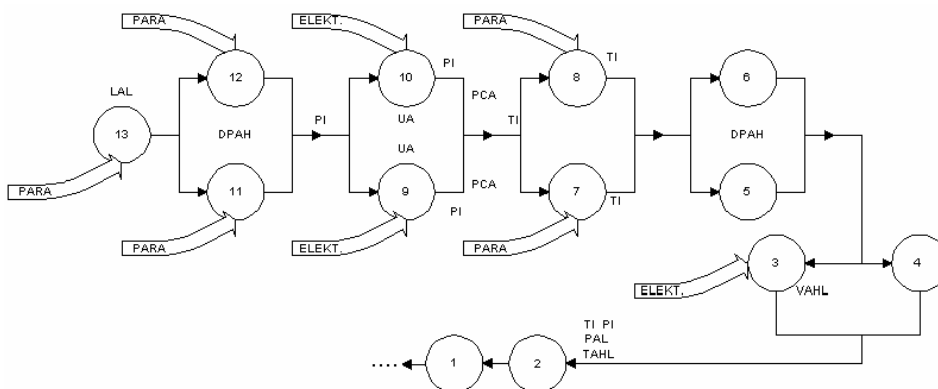 PARA
ELEKT.
PARA
12
10
PI
8
TI
6
LAL
PCA
13
DPAH
PI
UA
TI
DPAH
UA
PARA
11
9
PCA
7
5
PI
TI
PARA
ELEKT.
PARA
3
4
ELEKT.
VAHL
TI PI
PAL
TAHL
....
1
2